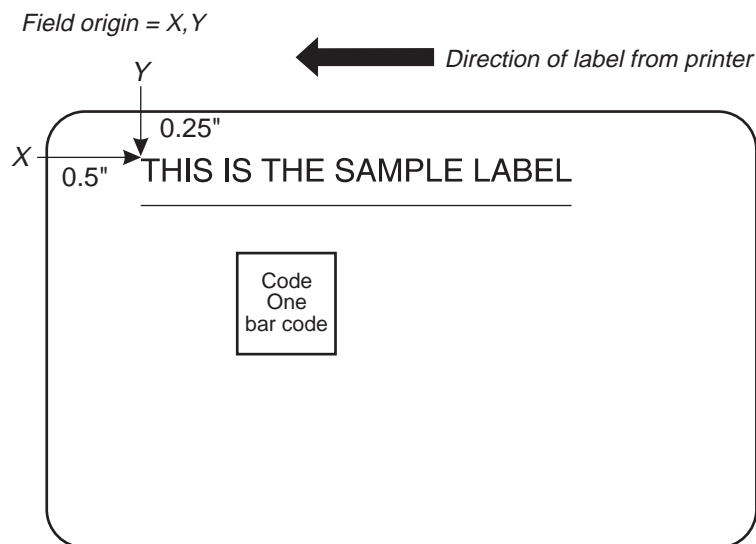 Field origin = X,Y
Direction of label from printer
Y
0.25"
X
0.5"
THIS IS THE SAMPLE LABEL
Code
One
bar code